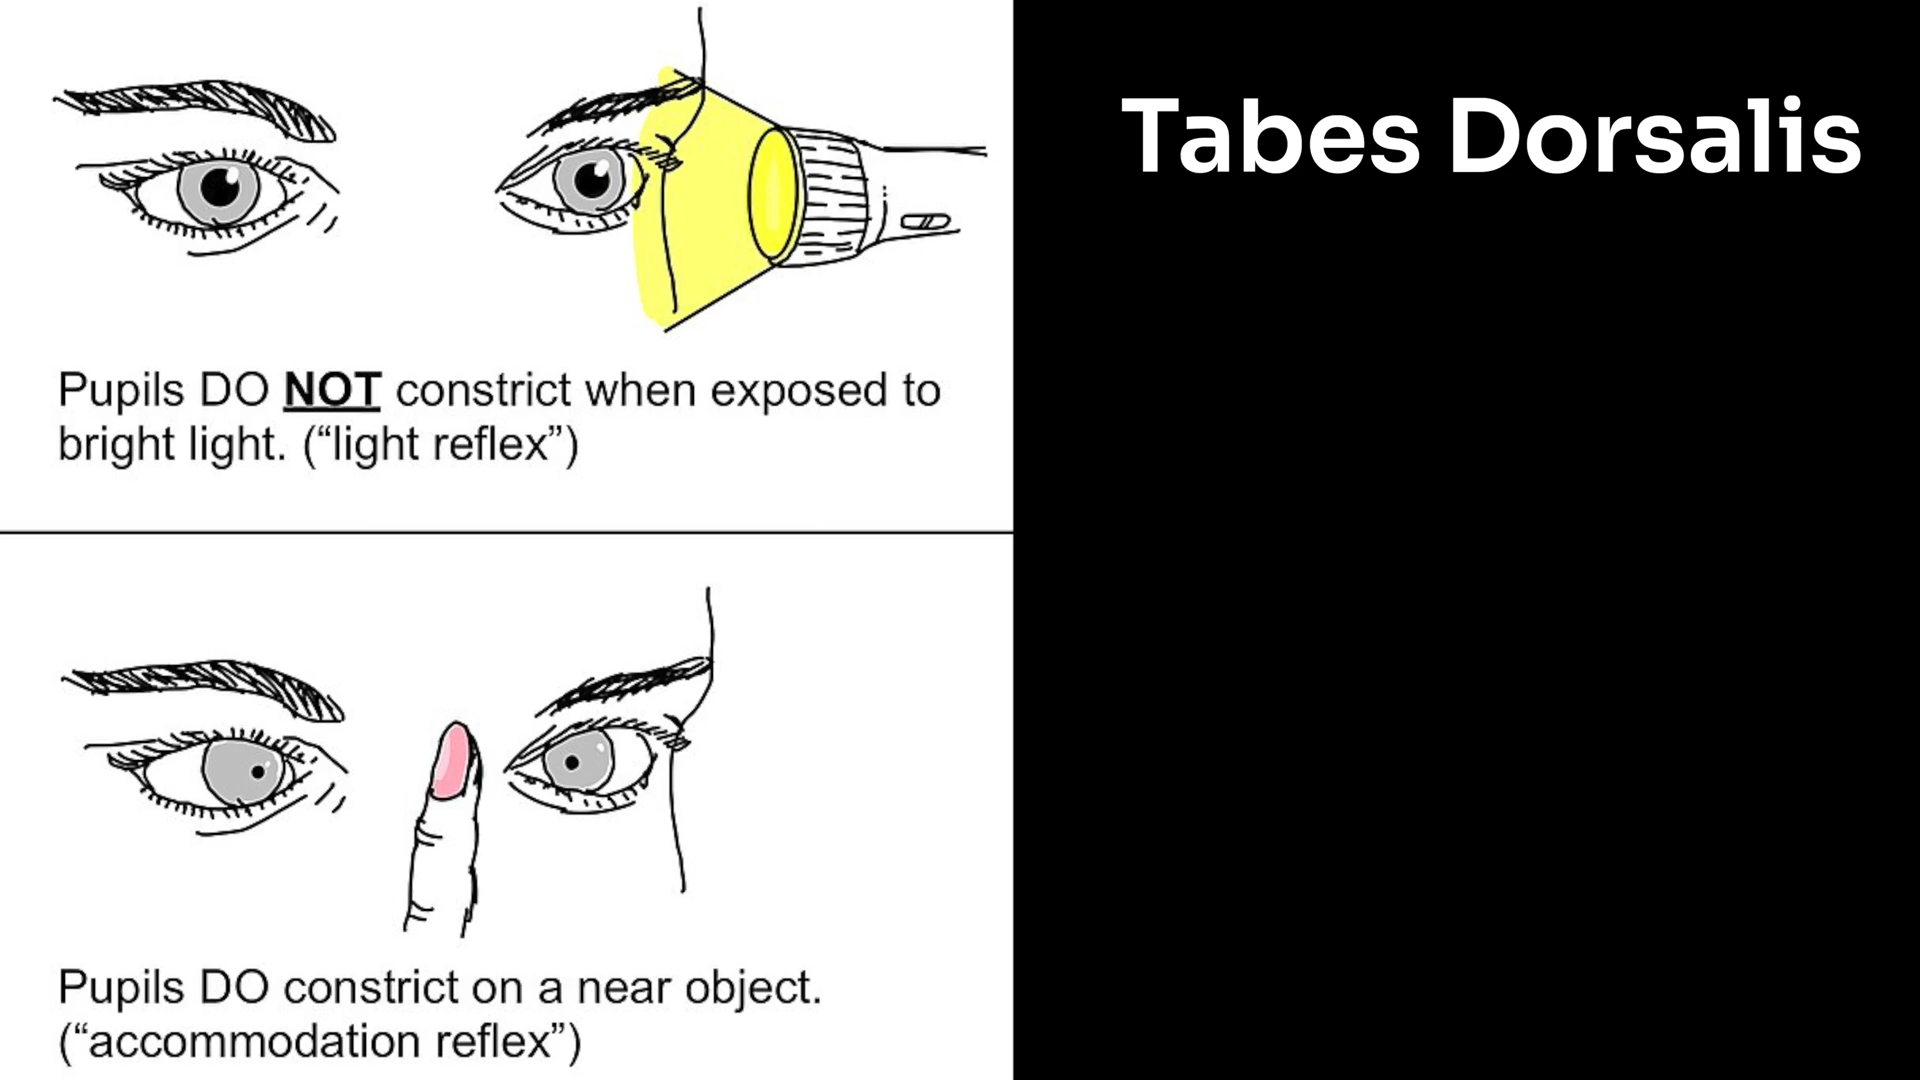 Pupils DO NOT constrict when exposed to
bright light. (“light reflex”)
Pupils DO constrict on a near object.
(“accommodation reflex”)
Tabes Dorsalis